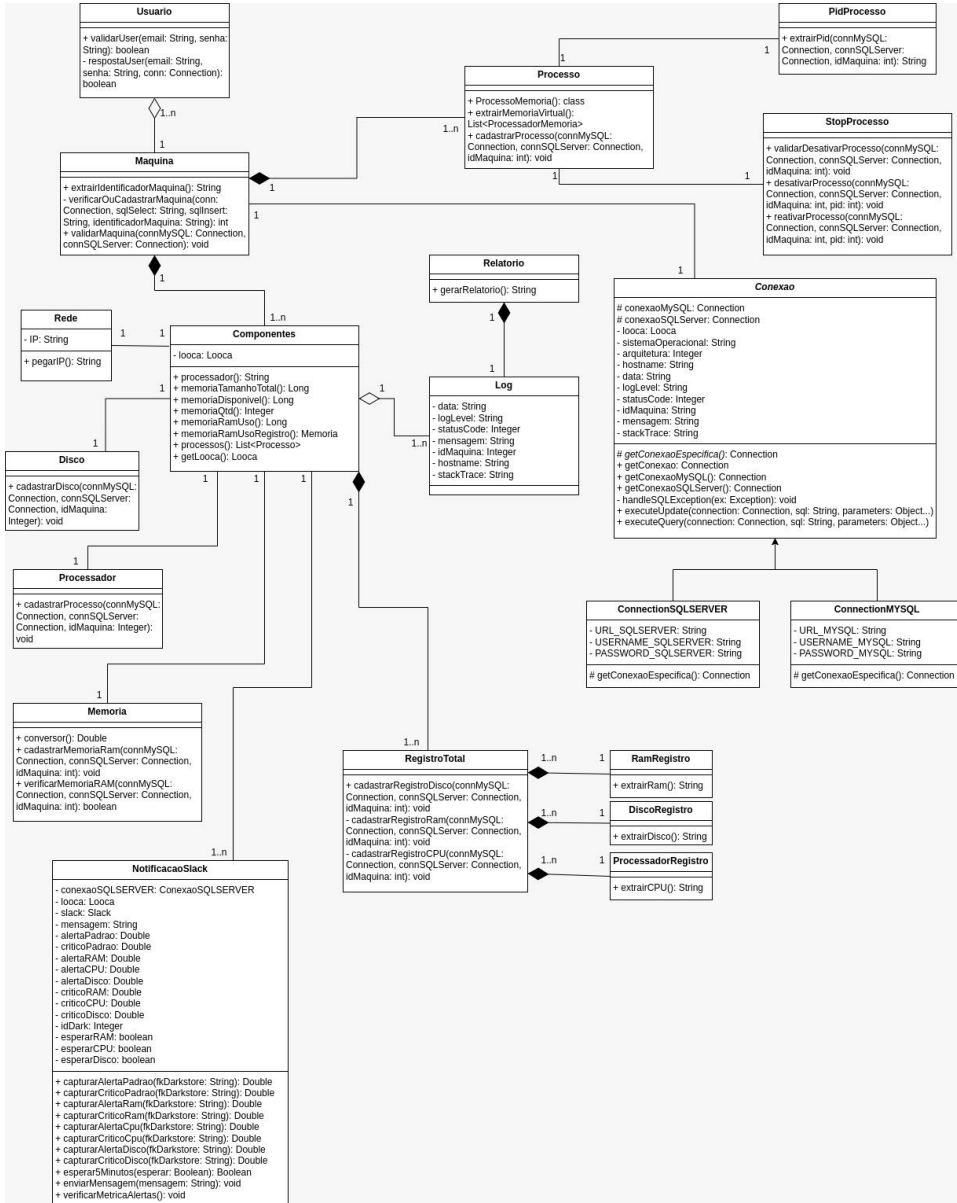 Usuario
+ validarUser(email: String, senha:
String): boolean
- respostaUser(email: String,
senha: String, conn: Connection):
boolean
1..n
1
Maquina
+ extrairIdentificadorMaquina(): String
- verificarOuCadastrarMaquina(conn:
Connection, sqlSelect: String, sqlInsert:
String, identificadorMaquina: String): int
+ validarMaquina(connMySQL: Connection,
connSQLServer: Connection): void
1
1..n
1
1..n
1
1
Processo
+ ProcessoMemoria(): class
+ extrairMemoriaVirtual():
List<ProcessadorMemoria>
+ cadastrarProcesso(connMySQL:
Connection, connSQLServer: Connection,
idMaquina: int): void
1
1
1
1
PidProcesso
+ extrairPid(connMySQL:
Connection, connSQLServer:
Connection, idMaquina: int): String
StopProcesso
+ validarDesativarProcesso(connMySQL:
Connection, connSQLServer: Connection,
idMaquina: int): void
+ desativarProcesso(connMySQL:
Connection, connSQLServer: Connection,
idMaquina: int, pid: int): void
+ reativarProcesso(connMySQL:
Connection, connSQLServer: Connection,
idMaquina: int, pid: int): void
Relatorio
+ gerarRelatorio(): String
1
1
Conexao
# conexaoMySQL: Connection
# conexaoSQLServer: Connection
- looca: Looca
- sistemaOperacional: String
- arquitetura: Integer
- hostname: String
- data: String
- logLevel: String
- statusCode: Integer
- idMaquina: String
- mensagem: String
- stackTrace: String
# getConexaoEspecifica(): Connection
+ getConexao: Connection
+ getConexaoMySQL(): Connection
+ getConexaoSQLServer(): Connection
- handleSQLException(ex: Exception): void
+ executeUpdate(connection: Connection, sql: String, parameters: Object...)
+ executeQuery(connection: Connection, sql: String, parameters: Object...)
Rede
- IP: String
+ pegarIP(): String
1
1
Componentes
- looca: Looca
+ processador(): String
+ memoriaTamanhoTotal(): Long
+ memoriaDisponivel(): Long
+ memoriaQtd(): Integer
+ memoriaRamUso(): Long
+ memoriaRamUsoRegistro(): Memoria
+ processos(): List<Processo>
+ getLooca(): Looca
1
1..n
Log
- data: String
- logLevel: String
- statusCode: Integer
- mensagem: String
- idMaquina: Integer
- hostname: String
- stackTrace: String
1
1
1
1
1
1
Disco
+ cadastrarDisco(connMySQL:
Connection, connSQLServer:
Connection, idMaquina:
Integer): void
1
Processador
+ cadastrarProcesso(connMySQL:
Connection, connSQLServer:
Connection, idMaquina: Integer):
void
1
Memoria
+ conversor(): Double
+ cadastrarMemoriaRam(connMySQL:
Connection, connSQLServer: Connection,
idMaquina: int): void
+ verificarMemoriaRAM(connMySQL:
Connection, connSQLServer: Connection,
idMaquina: int): boolean
ConnectionSQLSERVER
- URL_SQLSERVER: String
- USERNAME_SQLSERVER: String
- PASSWORD_SQLSERVER: String
# getConexaoEspecifica(): Connection
ConnectionMYSQL
- URL_MYSQL: String
- USERNAME_MYSQL: String
- PASSWORD_MYSQL: String
# getConexaoEspecifica(): Connection
1..n
RegistroTotal
+ cadastrarRegistroDisco(connMySQL:
Connection, connSQLServer: Connection,
idMaquina: int): void
- cadastrarRegistroRam(connMySQL:
Connection, connSQLServer: Connection,
idMaquina: int): void
- cadastrarRegistroCPU(connMySQL:
Connection, connSQLServer: Connection,
idMaquina: int): void
1..n
1
RamRegistro
+ extrairRam(): String
1..n
1
DiscoRegistro
+ extrairDisco(): String
1..n
1
ProcessadorRegistro
+ extrairCPU(): String
1..n
NotificacaoSlack
- conexaoSQLSERVER: ConexaoSQLSERVER
- looca: Looca
- slack: Slack
- mensagem: String
- alertaPadrao: Double
- criticoPadrao: Double
- alertaRAM: Double
- alertaCPU: Double
- alertaDisco: Double
- criticoRAM: Double
- criticoCPU: Double
- criticoDisco: Double
- idDark: Integer
- esperarRAM: boolean
- esperarCPU: boolean
- esperarDisco: boolean
+ capturarAlertaPadrao(fkDarkstore: String): Double
+ capturarCriticoPadrao(fkDarkstore: String): Double
+ capturarAlertaRam(fkDarkstore: String): Double
+ capturarCriticoRam(fkDarkstore: String): Double
+ capturarAlertaCpu(fkDarkstore: String): Double
+ capturarCriticoCpu(fkDarkstore: String): Double
+ capturarAlertaDisco(fkDarkstore: String): Double
+ capturarCriticoDisco(fkDarkstore: String): Double
+ esperar5Minutos(esperar: Boolean): Boolean
+ enviarMensagem(mensagem: String): void
+ verificarMetricaAlertas(): void